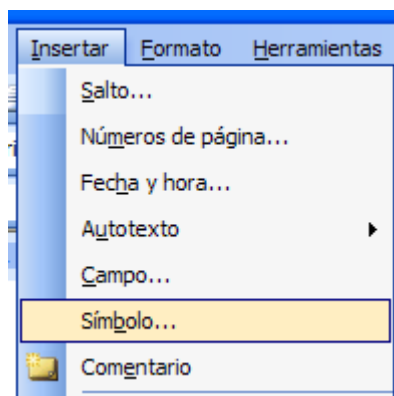 Insertar Formato Herramientas
Salto...
Números de página...
Fecha y hora...
Autotexto
Campo...
Símbolo...
Comentario